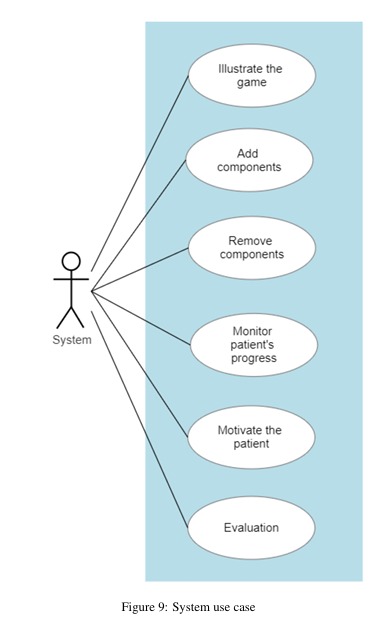 Illustrate the
game
Add
components
Remove
components
System
Monitor
patient's
progress
Motivate the
patient
Evaluation
Figure 9: System use case